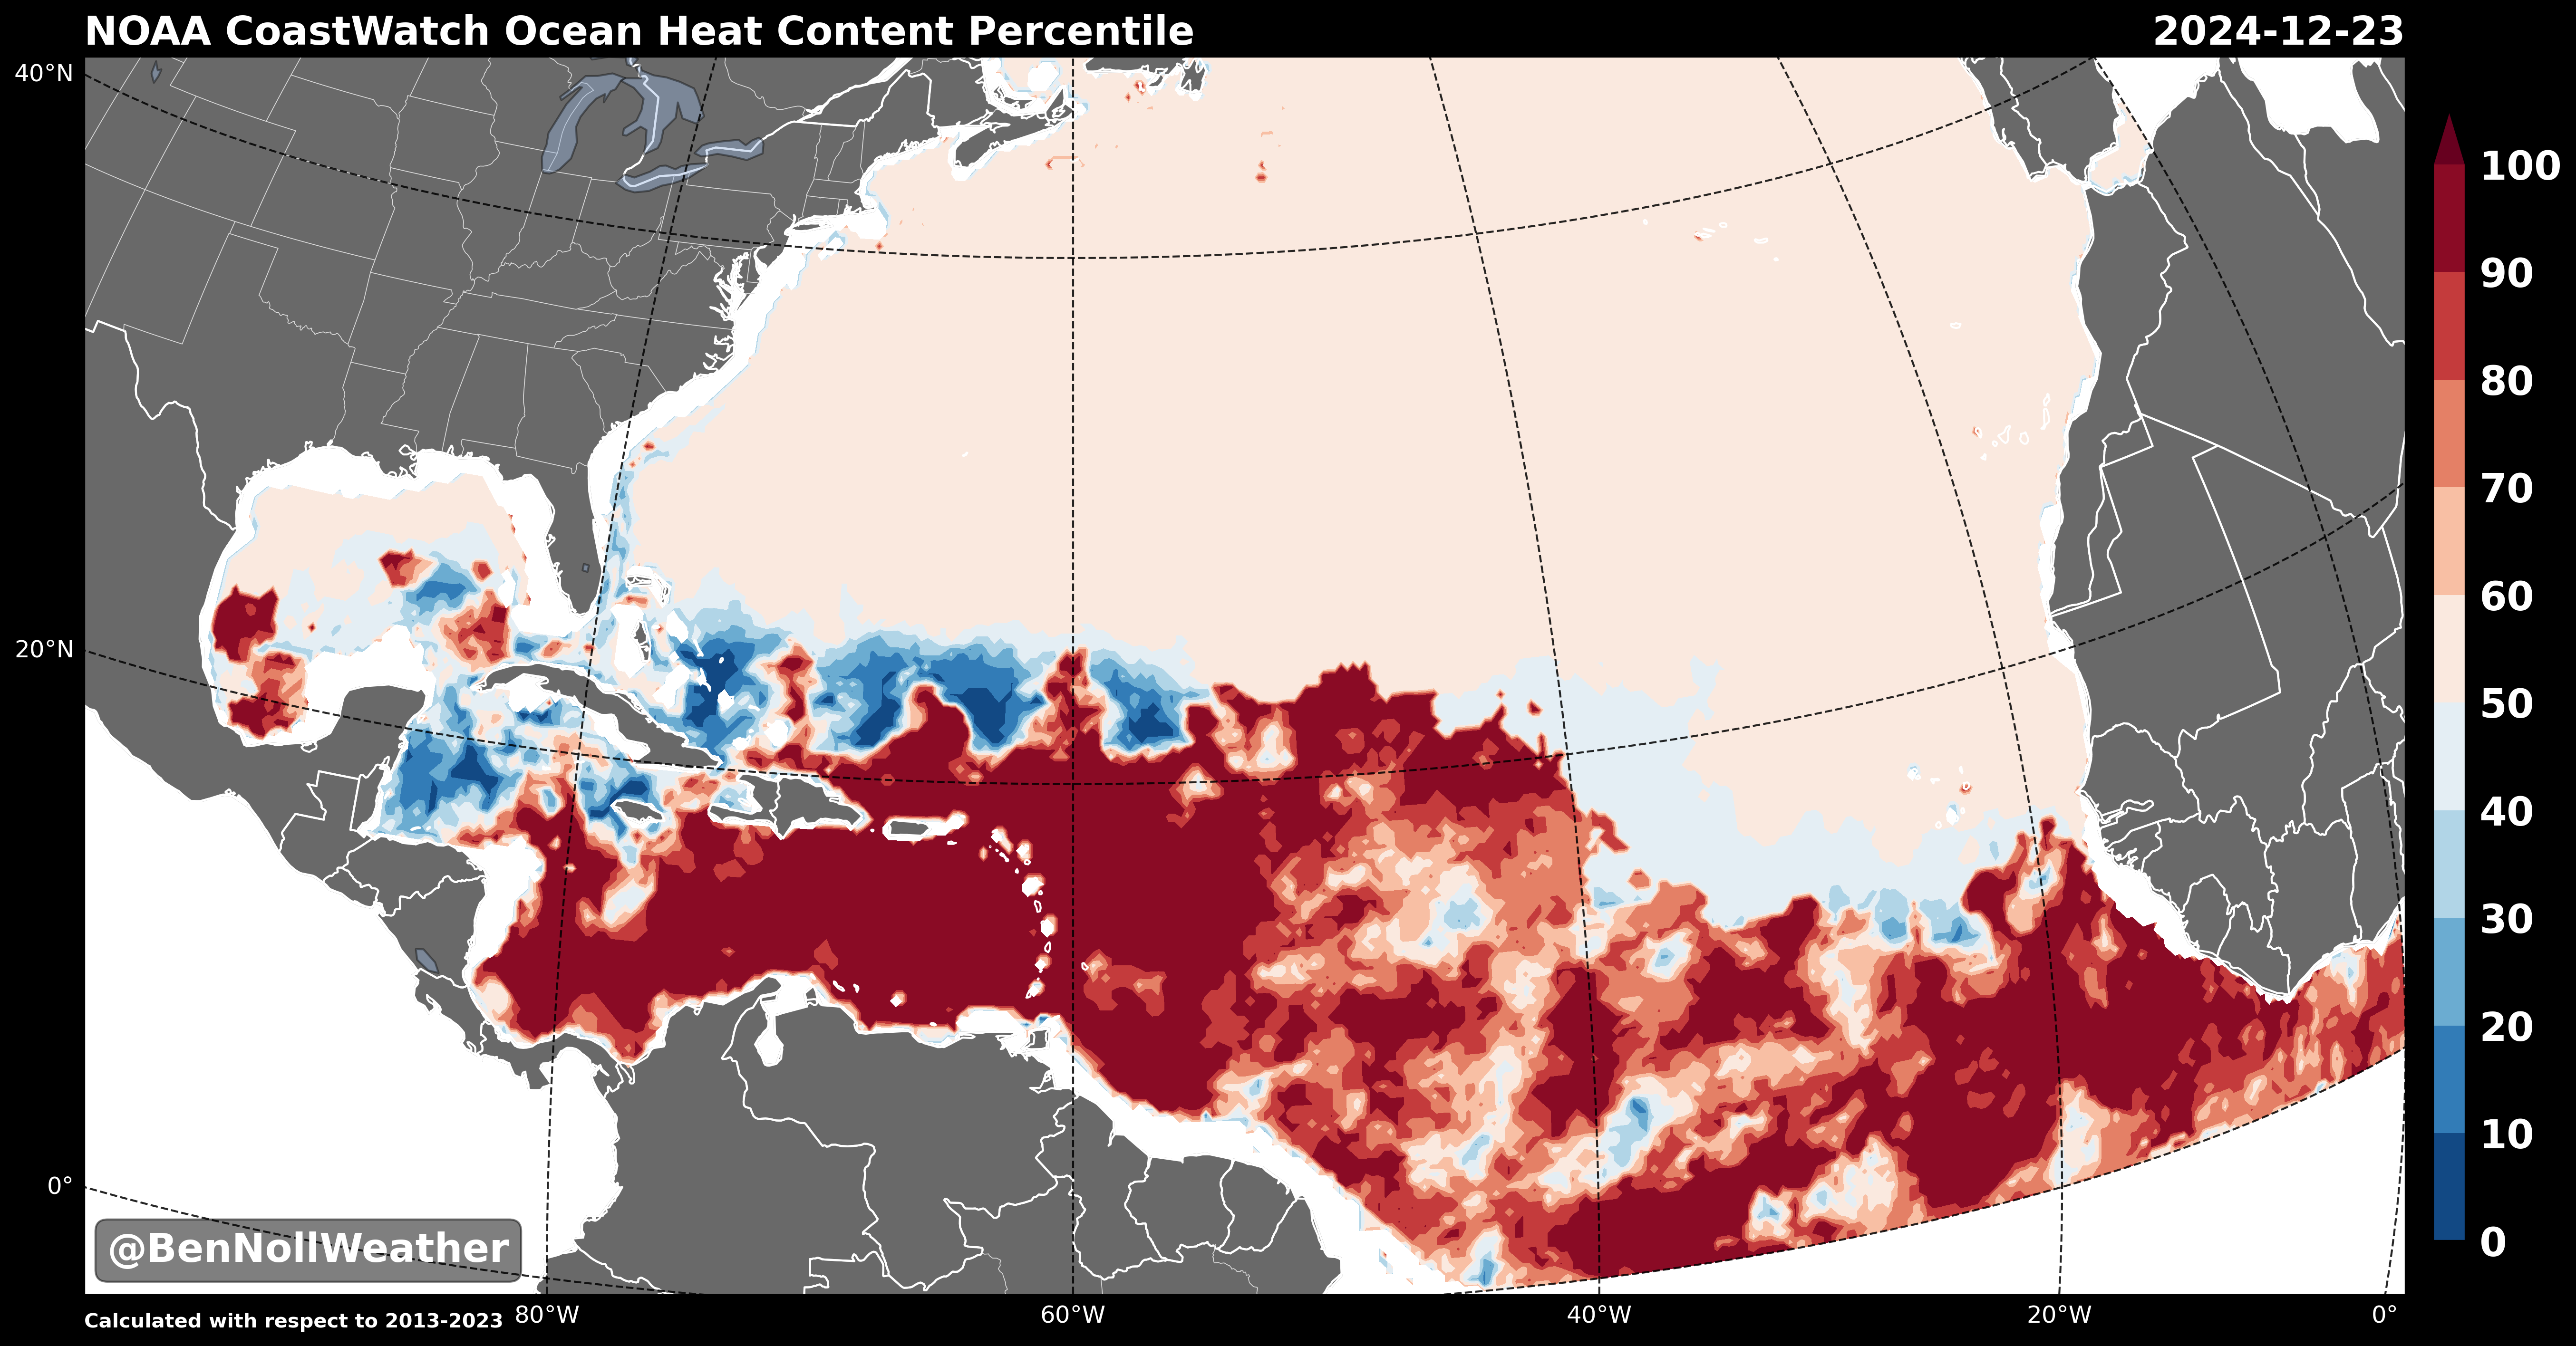 NOAA CoastWatch Ocean Heat Content Percentile 2024-12-23
40°N
100
90
80
70
60
20°N
50
40
30
20
10
0°
0
@BenNollWeather
Calculated with respect to 2013-2023 80°W 60°W 40°W 20°W 0°